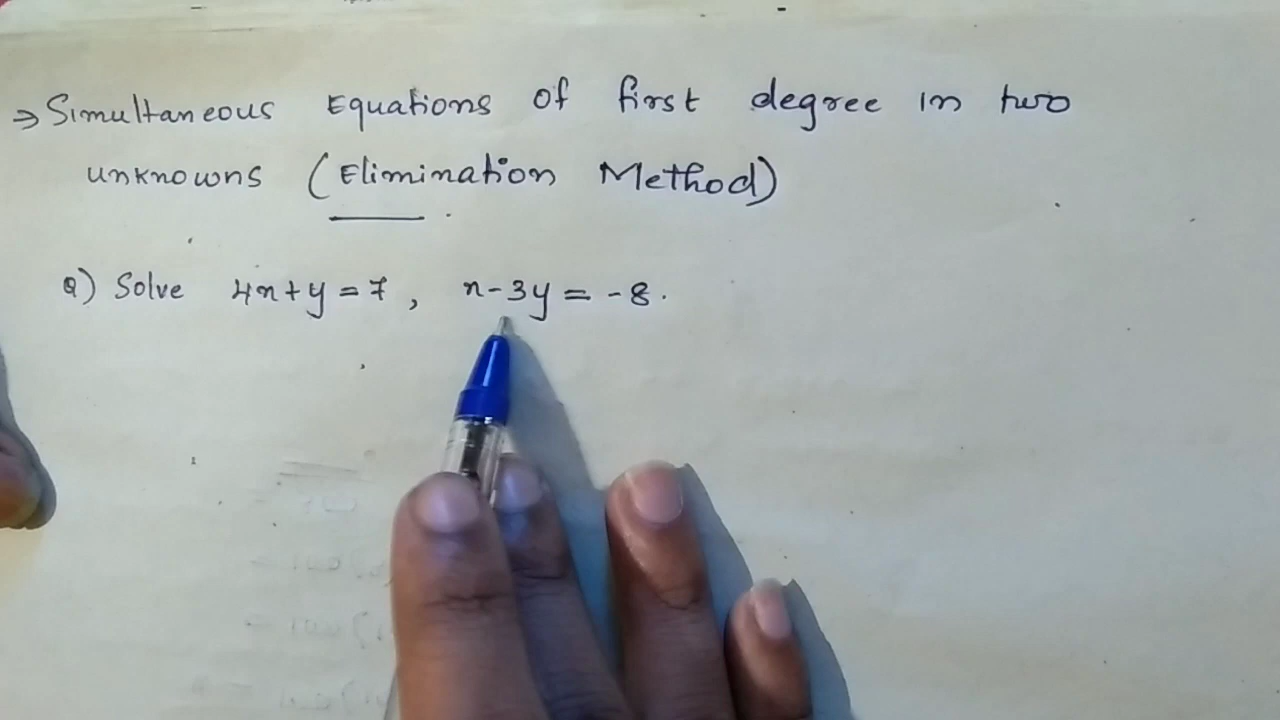 ⇒ Simultaneous Equations of first degree in two
unknowns (Elimination Method)
Q) Solve 4x+y=7, x-3y = -8.